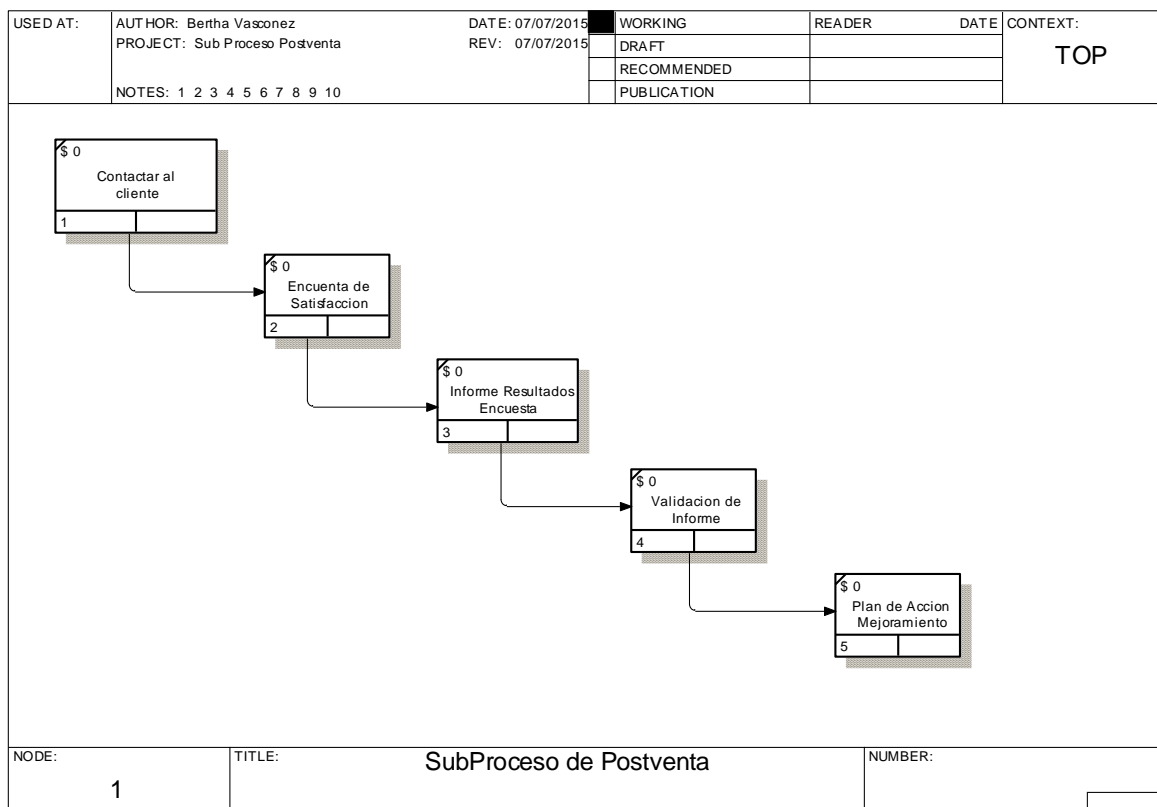 USED AT:
AUTHOR: Bertha Vasconez
DATE: 07/07/2015
PROJECT: Sub Proceso Postventa
REV: 07/07/2015
NOTES: 1 2 3 4 5 6 7 8 9 10
WORKING
DRAFT
RECOMMENDED
PUBLICATION
READER
DATE
CONTEXT:
TOP
$ 0
Contactar al
cliente
1
$ 0
Encuenta de
Satisfaccion
2
$ 0
Informe Resultados
Encuesta
3
$ 0
Validacion de
Informe
4
$ 0
Plan de Accion
Mejoramiento
5
NODE:
1
TITLE:
SubProceso de Postventa
NUMBER: